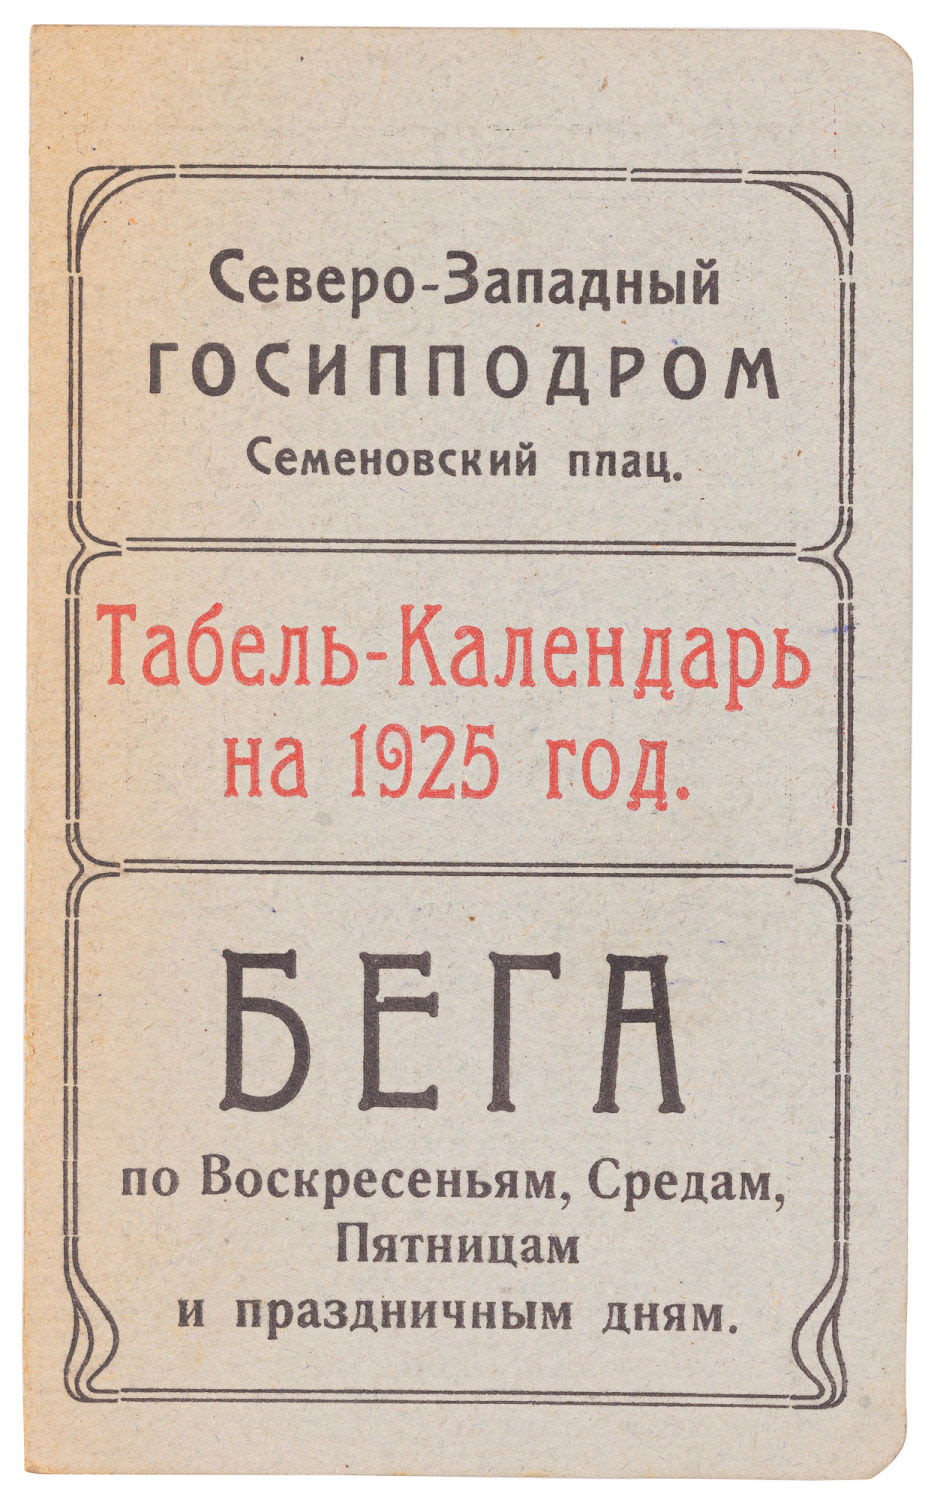 Северо-Западный
ГОСИППОДРОМ
Семеновский плац.
Табель-Календарь
на 1925 год.
БЕГА
по Воскресеньям, Средам,
Пятницам
и праздничным дням.